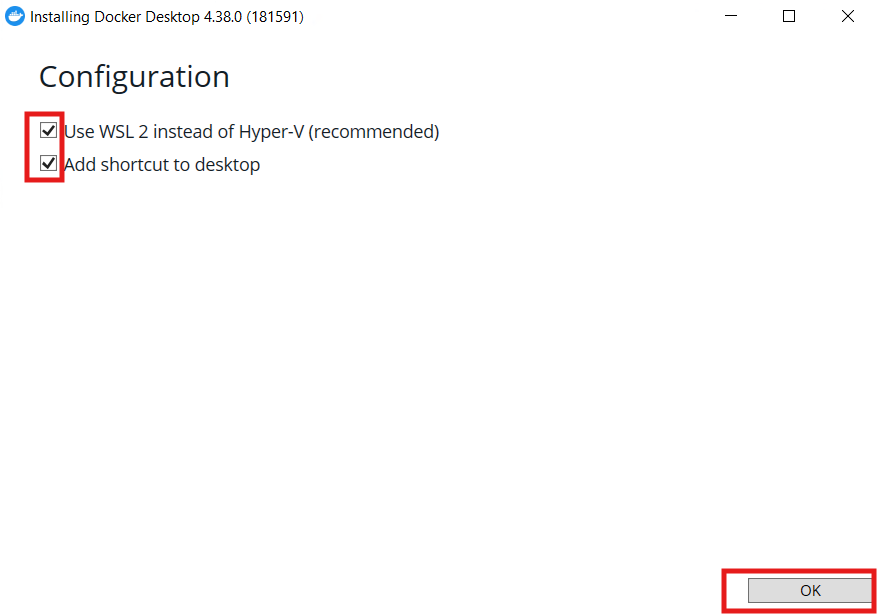 Installing Docker Desktop 4.38.0 (181591)
Configuration
Use WSL 2 instead of Hyper-V (recommended)
Add shortcut to desktop
OK